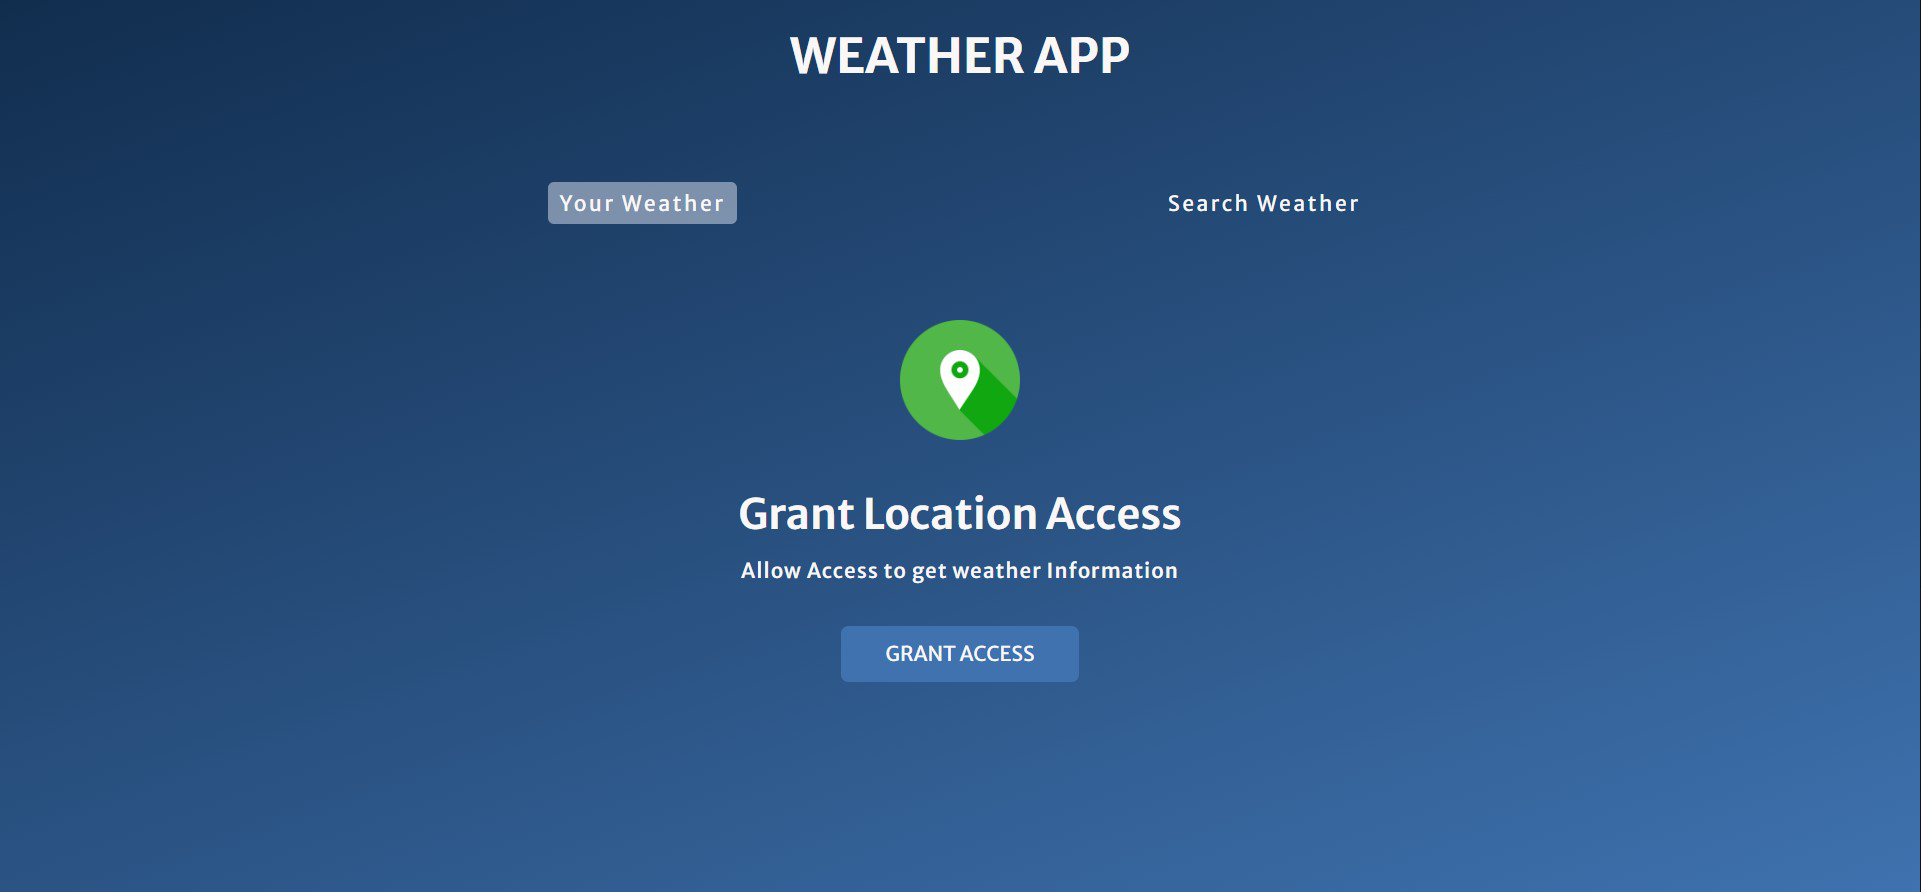 WEATHER APP
Your Weather
Search Weather
Grant Location Access
Allow Access to get weather Information
GRANT ACCESS